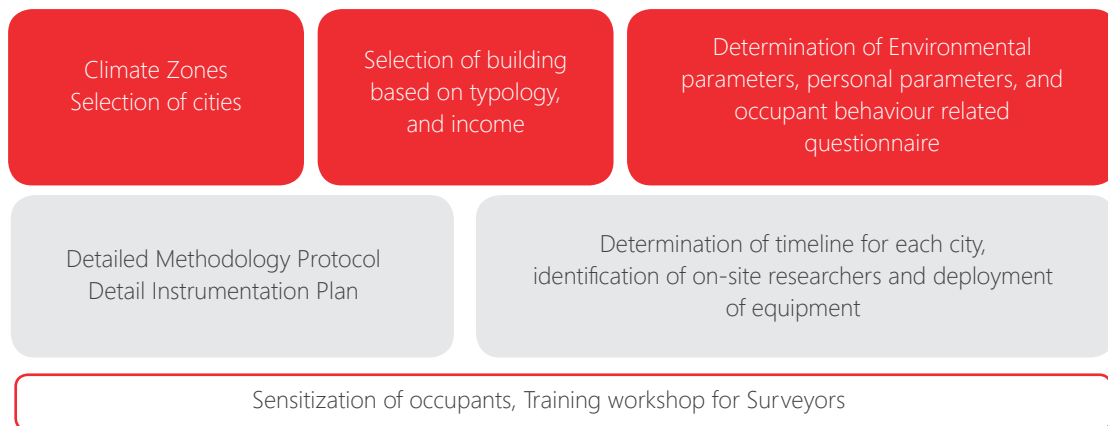 Climate Zones
Selection of cities
Selection of building
based on typology,
and income
Determination of Environmental
parameters, personal parameters, and
occupant behaviour related
questionnaire
Detailed Methodology Protocol
Detail Instrumentation Plan
Determination of timeline for each city,
identification of on-site researchers and deployment
of equipment
Sensitization of occupants, Training workshop for Surveyors